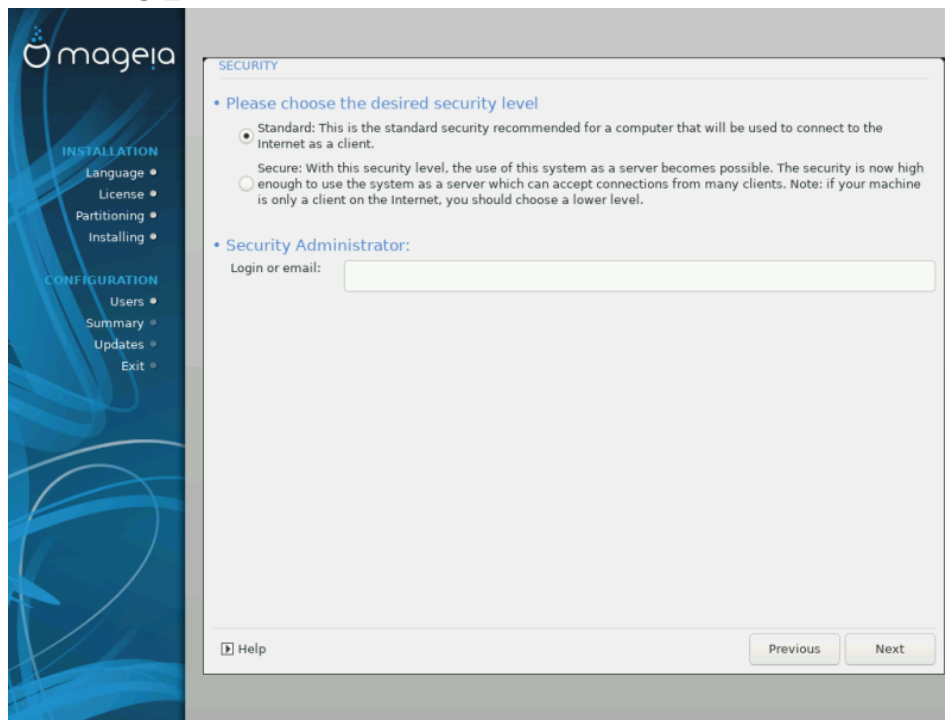 mageia
INSTALLATION
Language
License
Partitioning
Installing
CONFIGURATION
Users
Summary
Updates
Exit
SECURITY
• Please choose the desired security level
Standard: This is the standard security recommended for a computer that will be used to connect to the
Internet as a client.
Secure: With this security level, the use of this system as a server becomes possible. The security is now high
enough to use the system as a server which can accept connections from many clients. Note: if your machine
is only a client on the Internet, you should choose a lower level.
• Security Administrator:
Login or email:
Help
Previous
Next